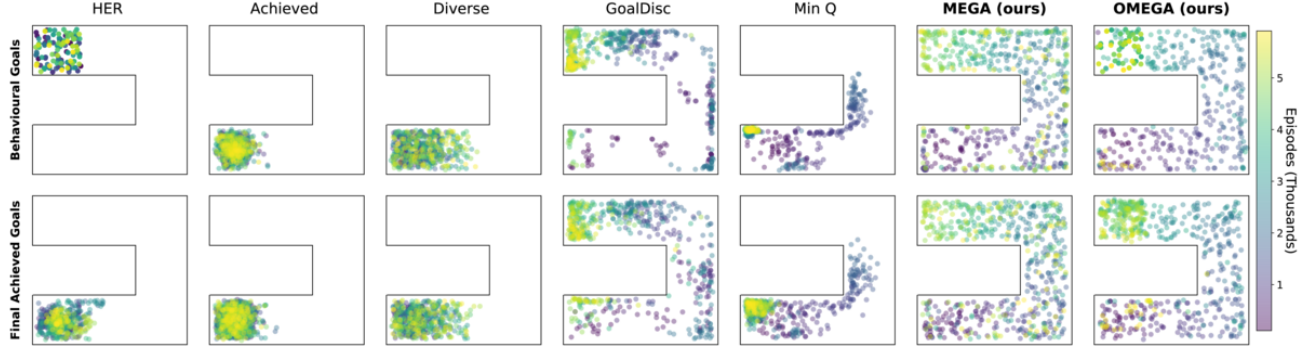 HER
Achieved
Diverse
GoalDisc
Min Q
MEGA (ours)
OMEGA (ours)
Behavioural Goals
Final Achieved Goals
5
4
3
2
1
Episodes (Thousands)